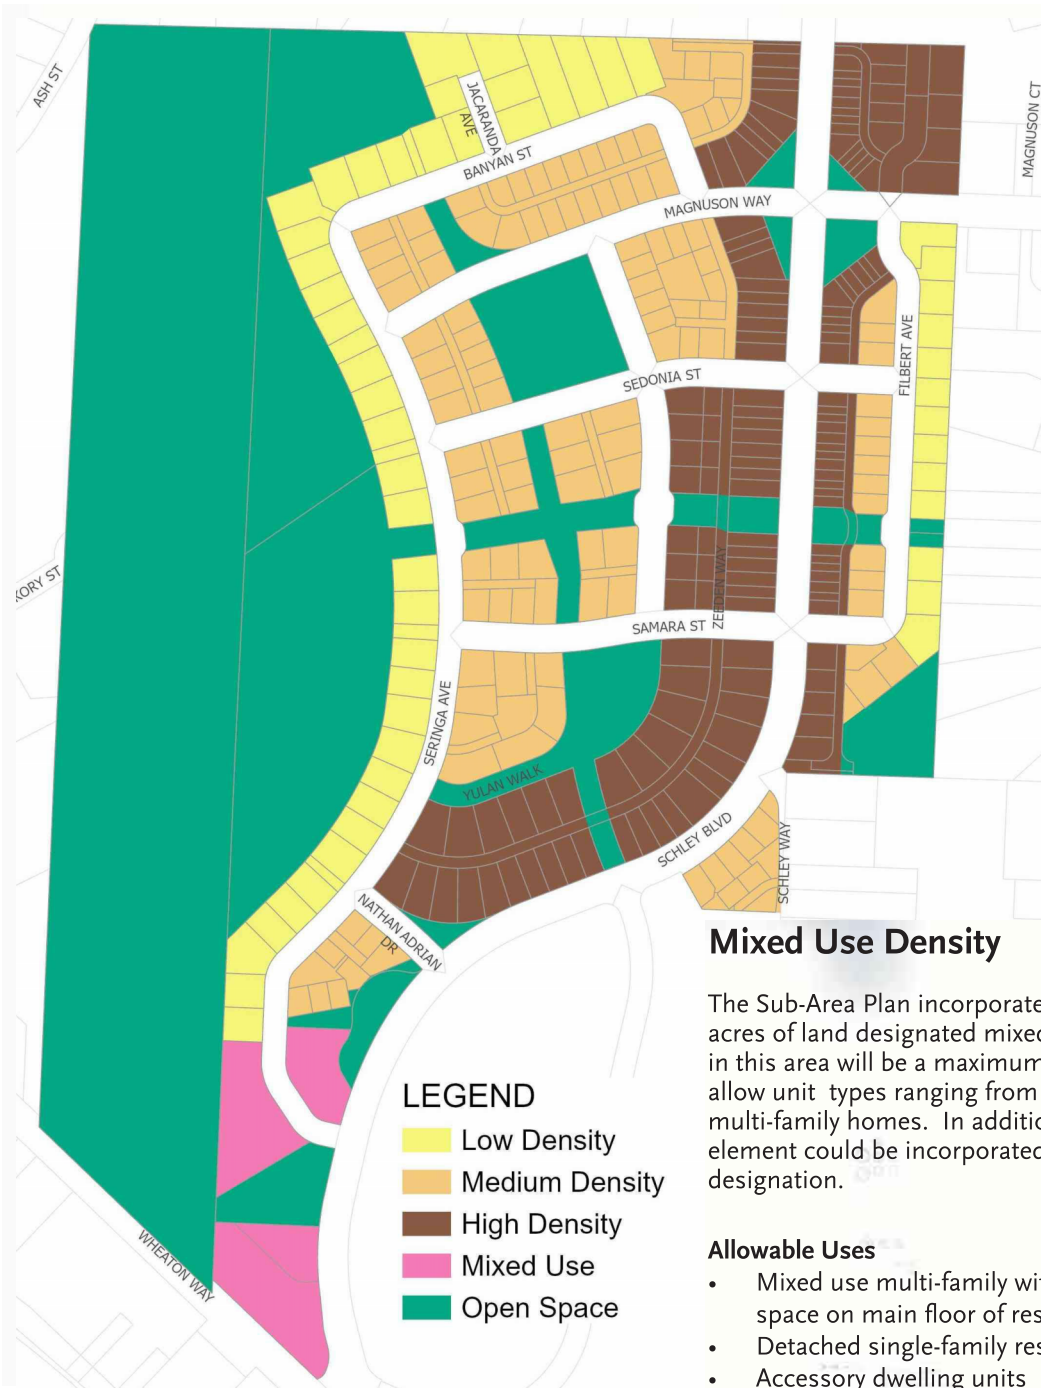 ASH ST
JACARANDA
AVE
BANYAN ST
MAGNUSON CT
MAGNUSON WAY
SEDONIA ST
FILBERT AVE
KORY ST
ZEEDEN WAY
SAMARA ST
SERINGA AVE
YULAN WALK
SCHLEY BLVD
SCHLEY WAY
NATHAN ADRIAN
DR
WHEATON WAY
LEGEND
Low Density
Medium Density
High Density
Mixed Use
Open Space
Mixed Use Density
The Sub-Area Plan incorporate
acres of land designated mixed
in this area will be a maximum
allow unit types ranging from
multi-family homes. In additio
element could be incorporated
designation.
Allowable Uses
• Mixed use multi-family wi
space on main floor of res
• Detached single-family res
• Accessory dwelling units